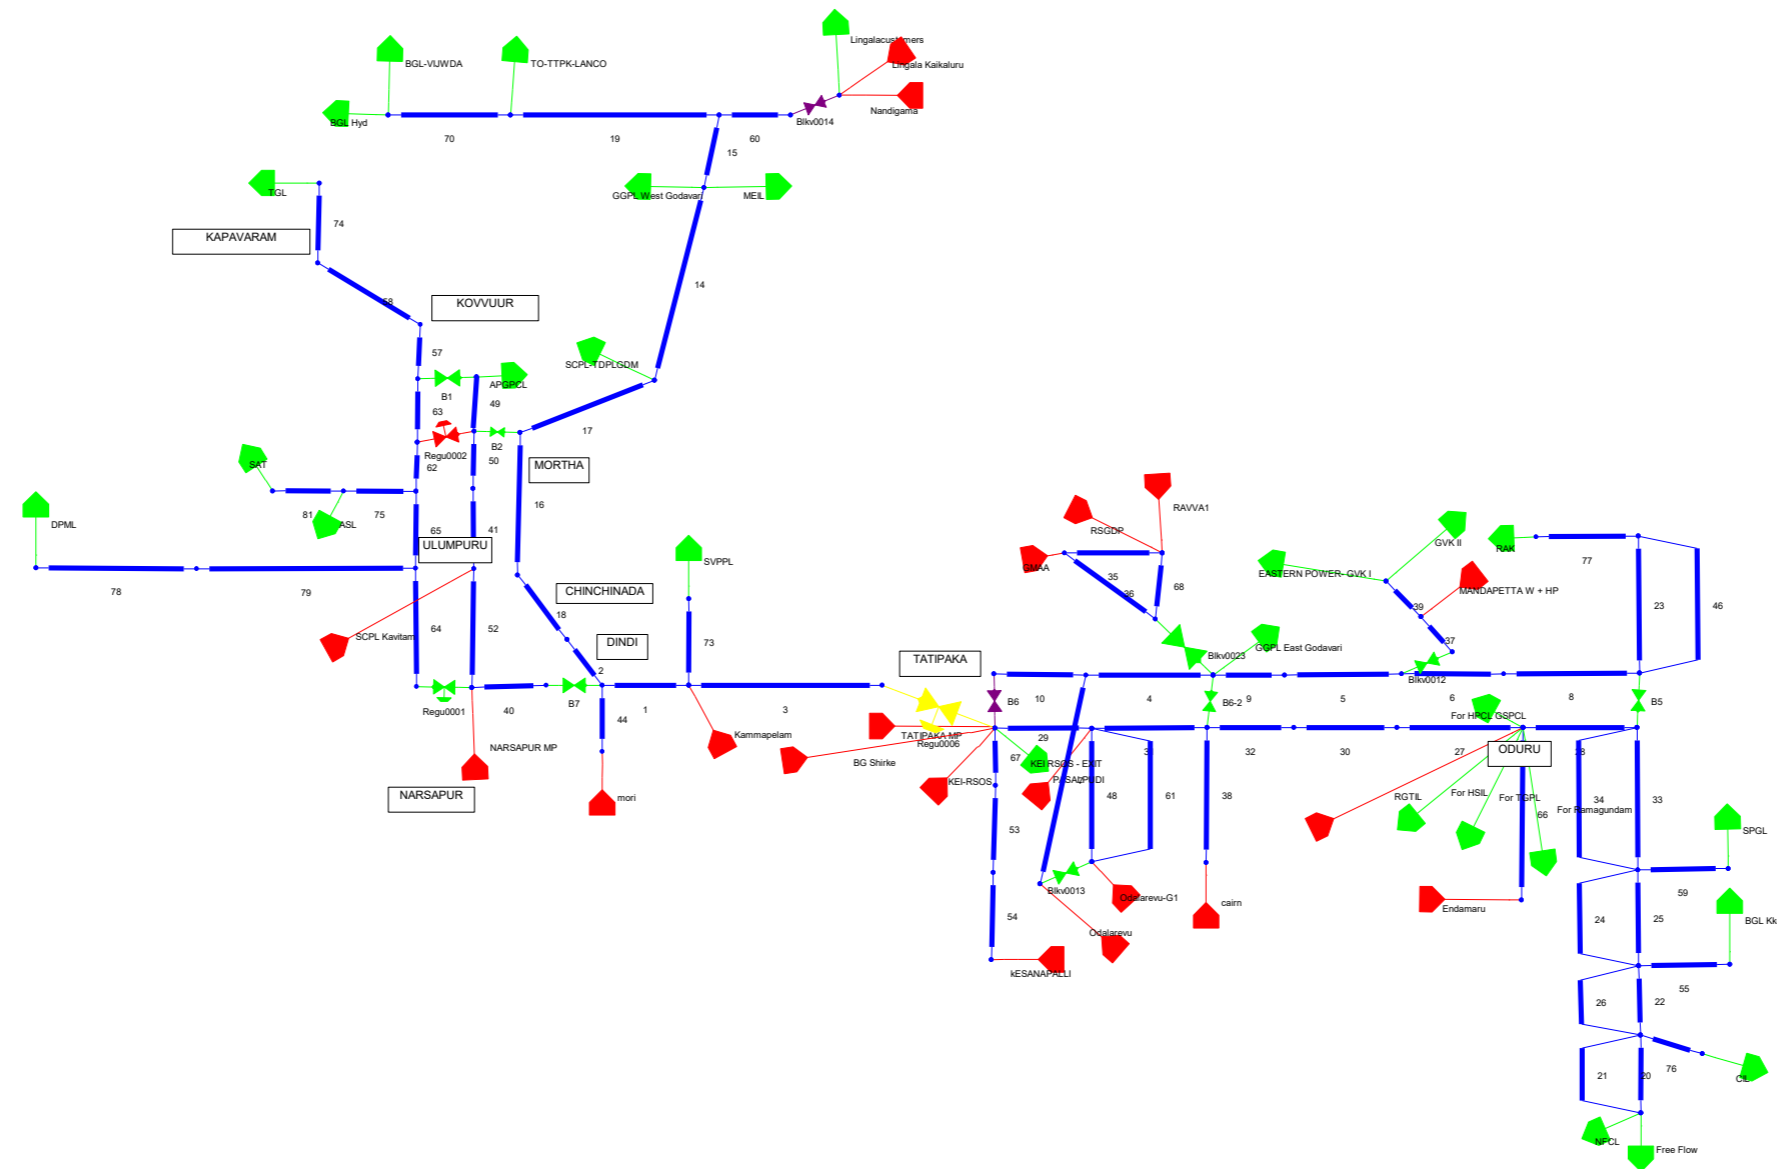 Lingalacustomers
BGL-VIJWDA
TO-TTPK-LANCO
Lingala Kaikaluru
Nandigama
BGL Hyd
Blkv0014
70
19
60
15
TGL
GGPL West Godavari
MEIL
74
KAPAVARAM
14
58
KOVVUUR
57
SCPL-TDPLGDM
APGPCL
B1
49
63
17
B2
Regu0002
50
62
MORTHA
SAT
RAVVA1
16
81
75
ASL
DPML
65
41
RSGDP
GVK II
ULUMPURU
RAK
GMAA
77
EASTERN POWER- GVK I
35
68
78
79
CHINCHINADA
SVPPL
36
MANDAPETTA W + HP
39
23
46
18
64
52
SCPL Kavitam
DINDI
73
37
GGPL East Godavari
TATIPAKA
Blkv0023
2
Blkv0012
Regu0001
40
B7
44
1
3
B6
10
4
B6-2
9
5
6
8
B5
For HPCL GSPCL
Kammapelam
TATIPAKA MP
Regu0006
29
NARSAPUR MP
BG Shirke
67
KEI RSOS - EXIT
32
30
27
ODURU
28
KEI-RSOS
PASALPUDI
NARSAPUR
mori
48
61
38
RGTIL
For HSIL
For TGPL
For Ramagundam
34
33
66
53
SPGL
Blkv0013
Odalarevu-G1
59
cairn
Endamaru
54
24
25
BGL Kk
Odalarevu
kESANAPALLI
55
26
22
21
20
76
CIL
NFCL
Free Flow